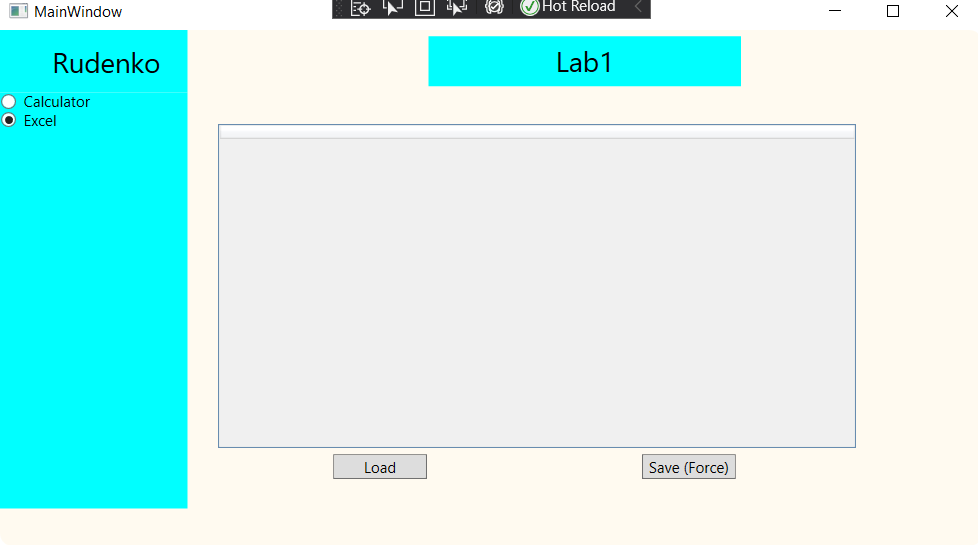 MainWindow
Hot Reload
Rudenko
Lab1
Calculator
Excel
Load
Save (Force)